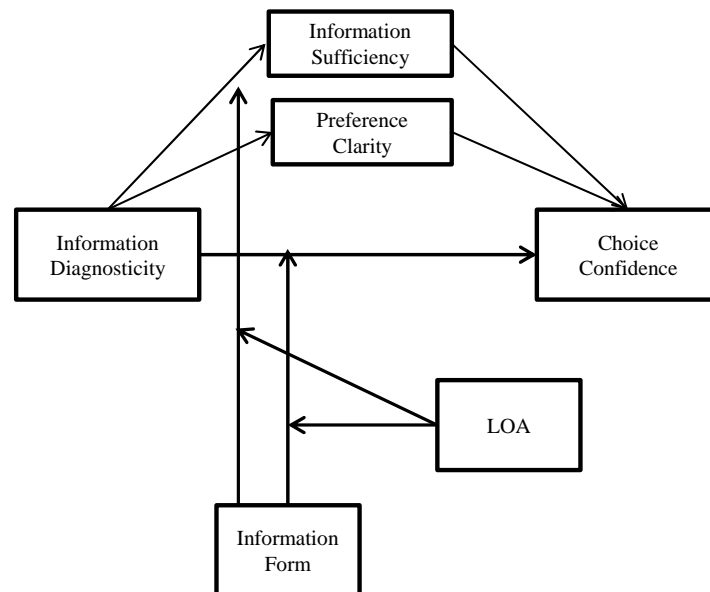 Information
Sufficiency
Preference
Clarity
Information
Diagnosticity
Choice
Confidence
LOA
Information
Form